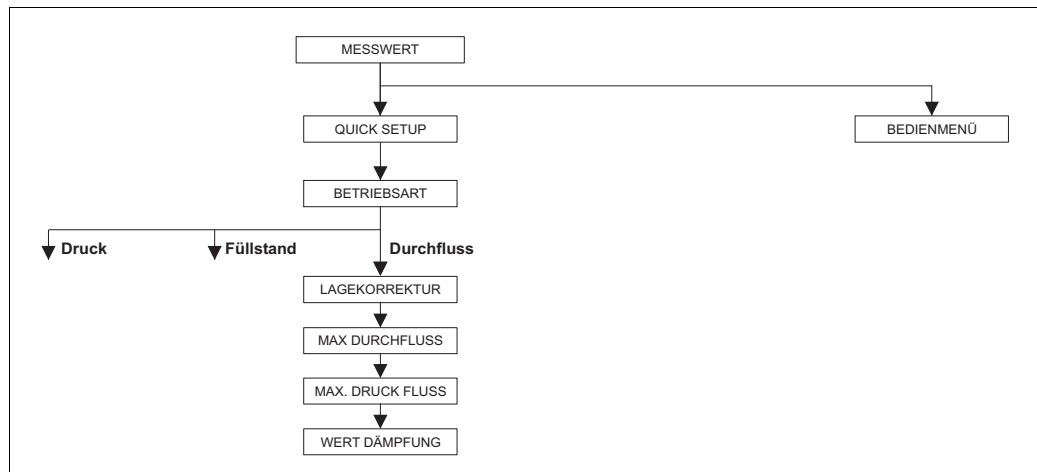 MESSWERT
QUICK SETUP
BEDIENMENÜ
BETRIEBSART
Druck
Füllstand
Durchfluss
LAGEKORREKTUR
MAX DURCHFLUSS
MAX. DRUCK FLUSS
WERT DÄMPFUNG